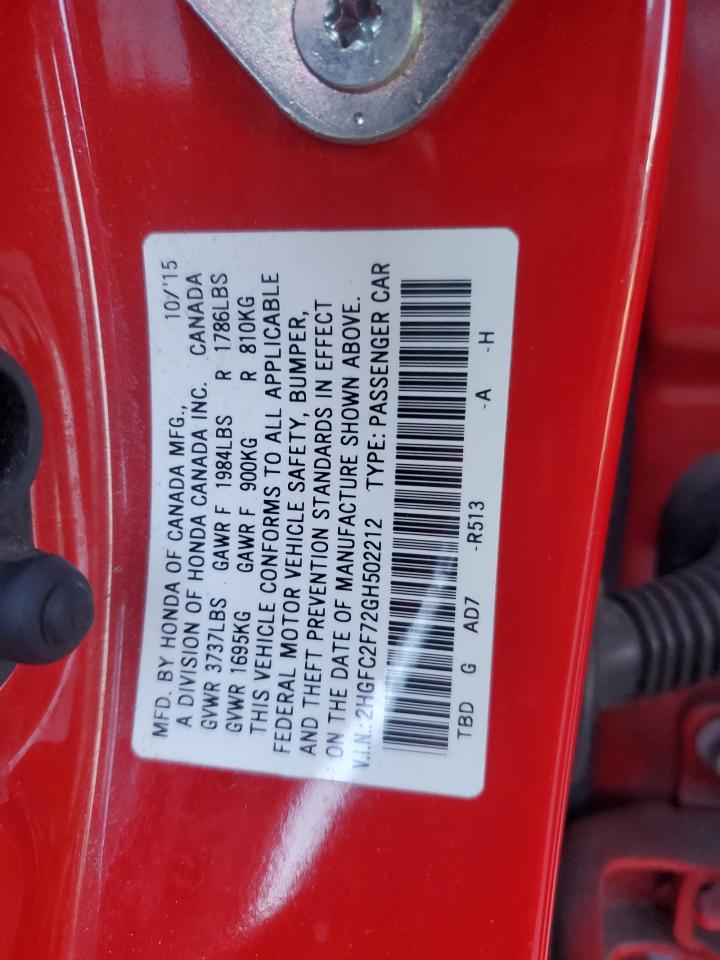 MFD. BY HONDA OF CANADA MFG., 10/'15
A DIVISION OF HONDA CANADA INC. CANADA
GVWR 3737LBS GAWR F 1984LBS R 1786LBS
GVWR 1695KG GAWR F 900KG R 810KG
THIS VEHICLE CONFORMS TO ALL APPLICABLE
FEDERAL MOTOR VEHICLE SAFETY, BUMPER,
AND THEFT PREVENTION STANDARDS IN EFFECT
ON THE DATE OF MANUFACTURE SHOWN ABOVE.
V.I.N.: 2HGFC2F72GH502212 TYPE: PASSENGER CAR
TBD G AD7 -R513 -A -H